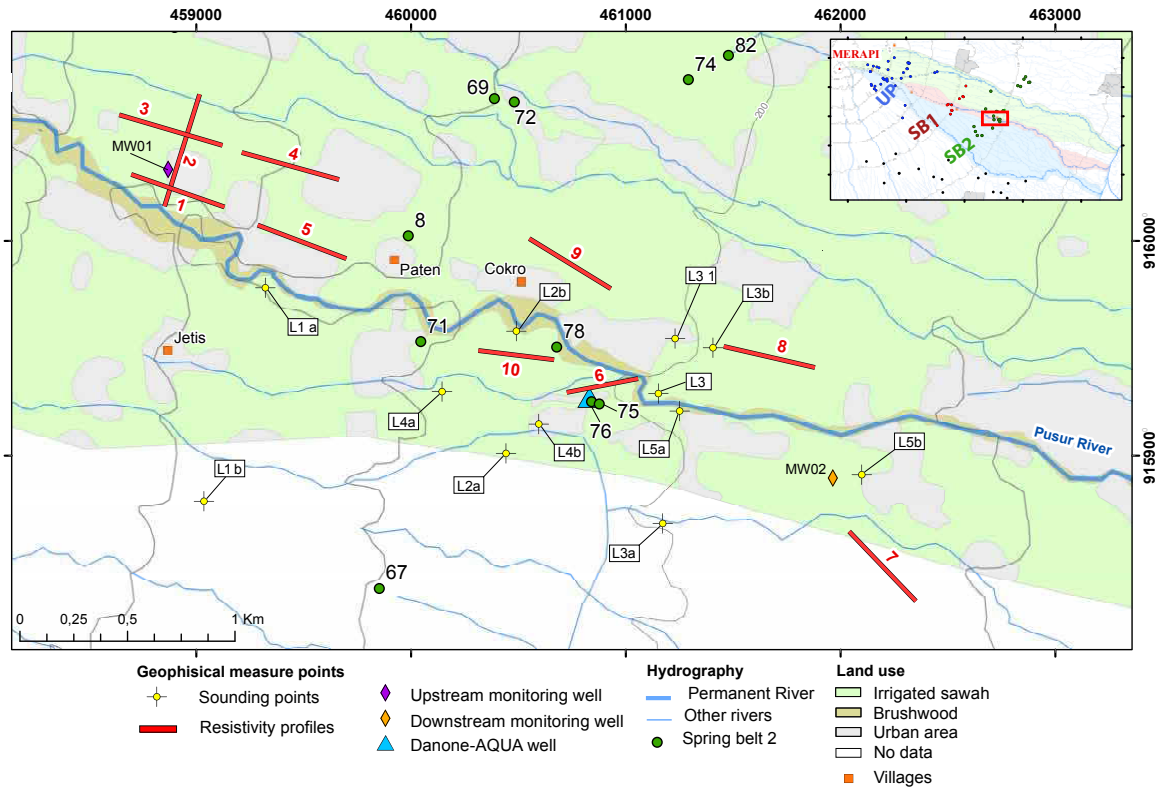 459000
460000
461000
462000
463000
82
74
69
72
MERAPI
UP
SB1
SB2
200
3
MW01
2
4
1
5
8
Paten
9
9160000
Cokro
L1 a
L2b
L3 1
L3b
Jetis
71
78
8
10
6
L3
L4a
75
76
L5a
L4b
Pusur River
9159000
L2a
MW02
L5b
L1 b
L3a
7
67
0
0,25
0,5
1 Km
Geophisical measure points
Sounding points
Resistivity profiles
Upstream monitoring well
Downstream monitoring well
Danone-AQUA well
Hydrography
Permanent River
Other rivers
Spring belt 2
Land use
Irrigated sawah
Brushwood
Urban area
No data
Villages